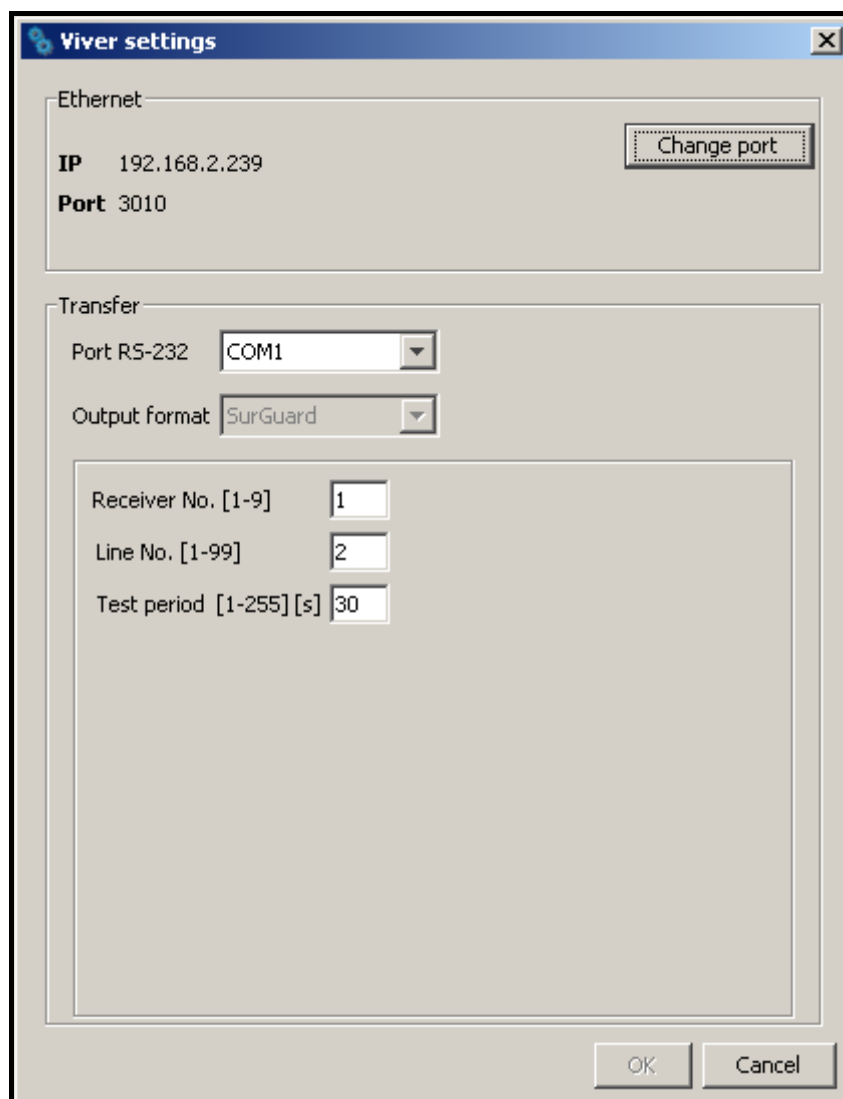 Viver settings
Ethernet
Change port
IP 192.168.2.239
Port 3010
Transfer
Port RS-232 COM1
Output format SurGuard
Receiver No. [1-9] 1
Line No. [1-99] 2
Test period [1-255] [s] 30
OK Cancel